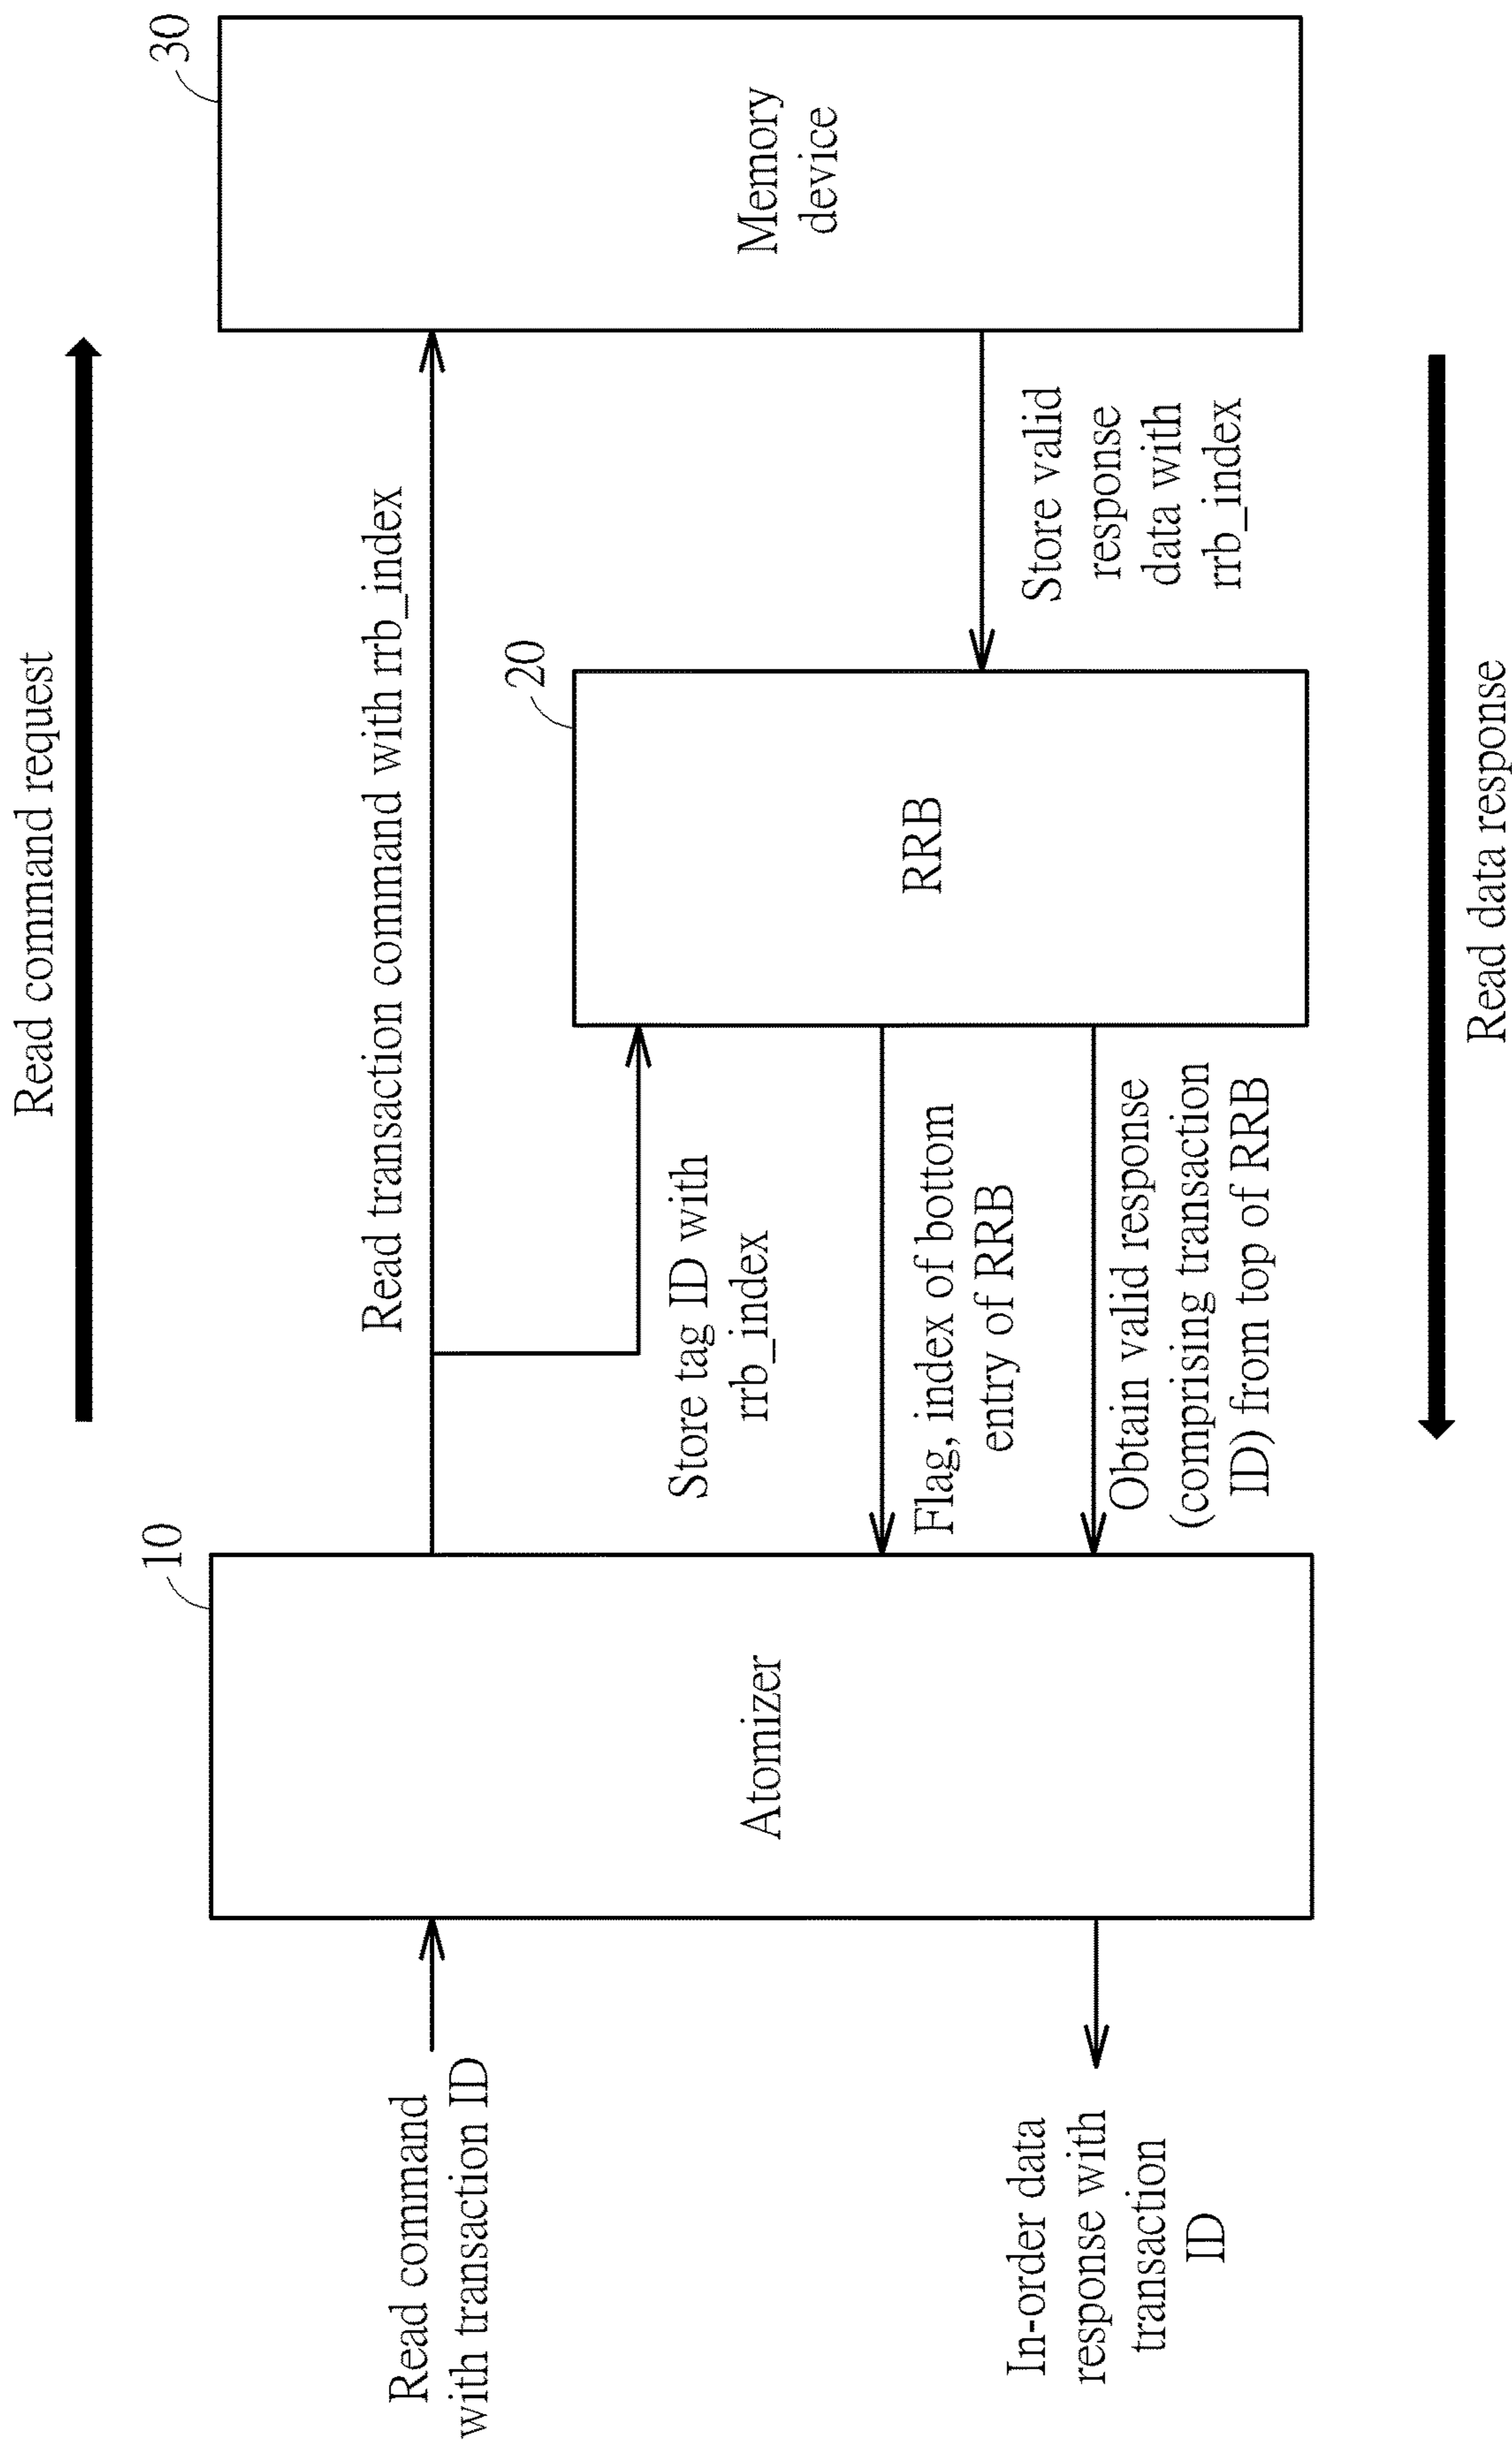 Read command request
30
Memory
device
Read transaction command with rrb_index
Store valid
response
data with
rrb_index
20
RRB
Store tag ID with
rrb_index
Flag, index of bottom
entry of RRB
Obtain valid response
(comprising transaction
ID) from top of RRB
10
Atomizer
Read command
with transaction ID
In-order data
response with
transaction
ID
Read data response